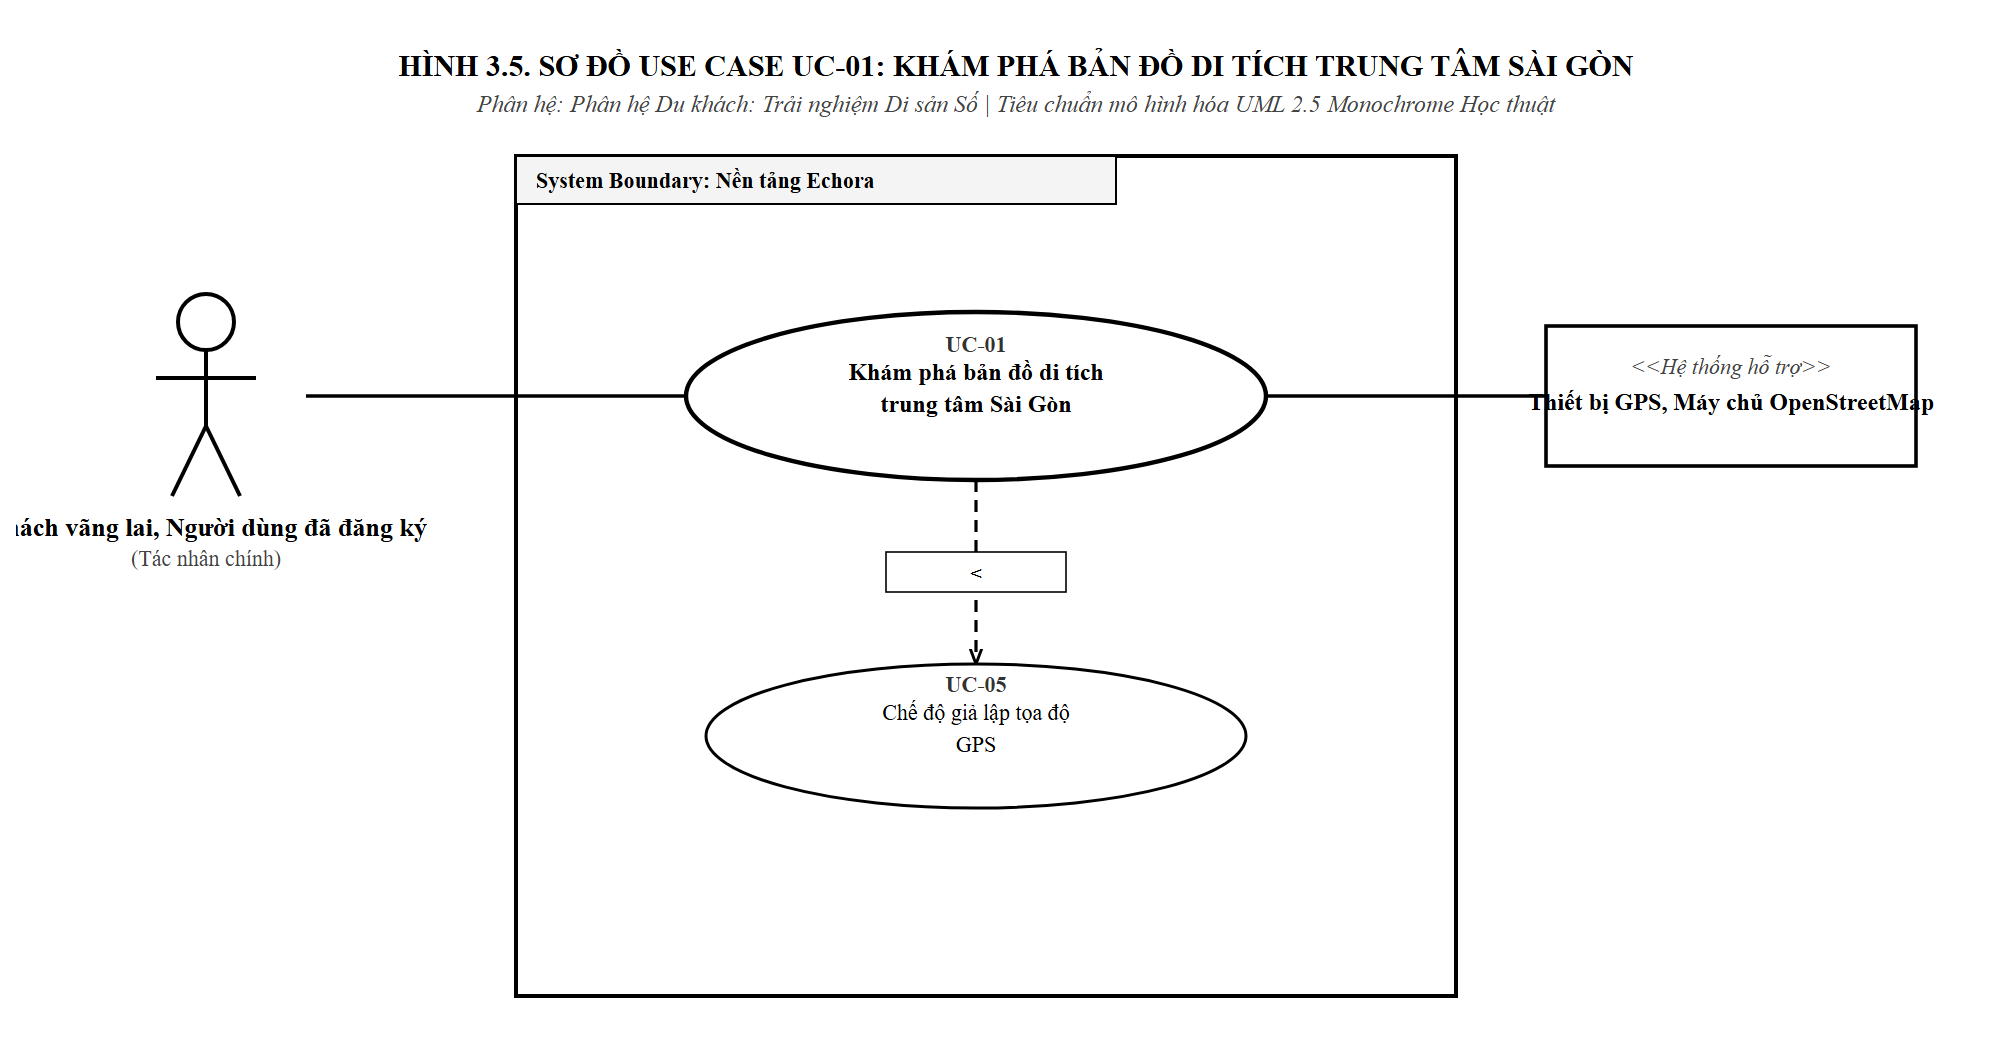 HÌNH 3.5. SƠ ĐỒ USE CASE UC-01: KHÁM PHÁ BẢN ĐỒ DI TÍCH TRUNG TÂM SÀI GÒN
Phân hệ: Phân hệ Du khách: Trải nghiệm Di sản Số | Tiêu chuẩn mô hình hóa UML 2.5 Monochrome Học thuật
System Boundary: Nền tảng Echora
UC-01
Khám phá bản đồ di tích
trung tâm Sài Gòn
<<Hệ thống hỗ trợ>>
Thiết bị GPS, Máy chủ OpenStreetMap
vãng lai, Người dùng đã đăng ký
(Tác nhân chính)
<
UC-05
Chế độ giả lập tọa độ
GPS